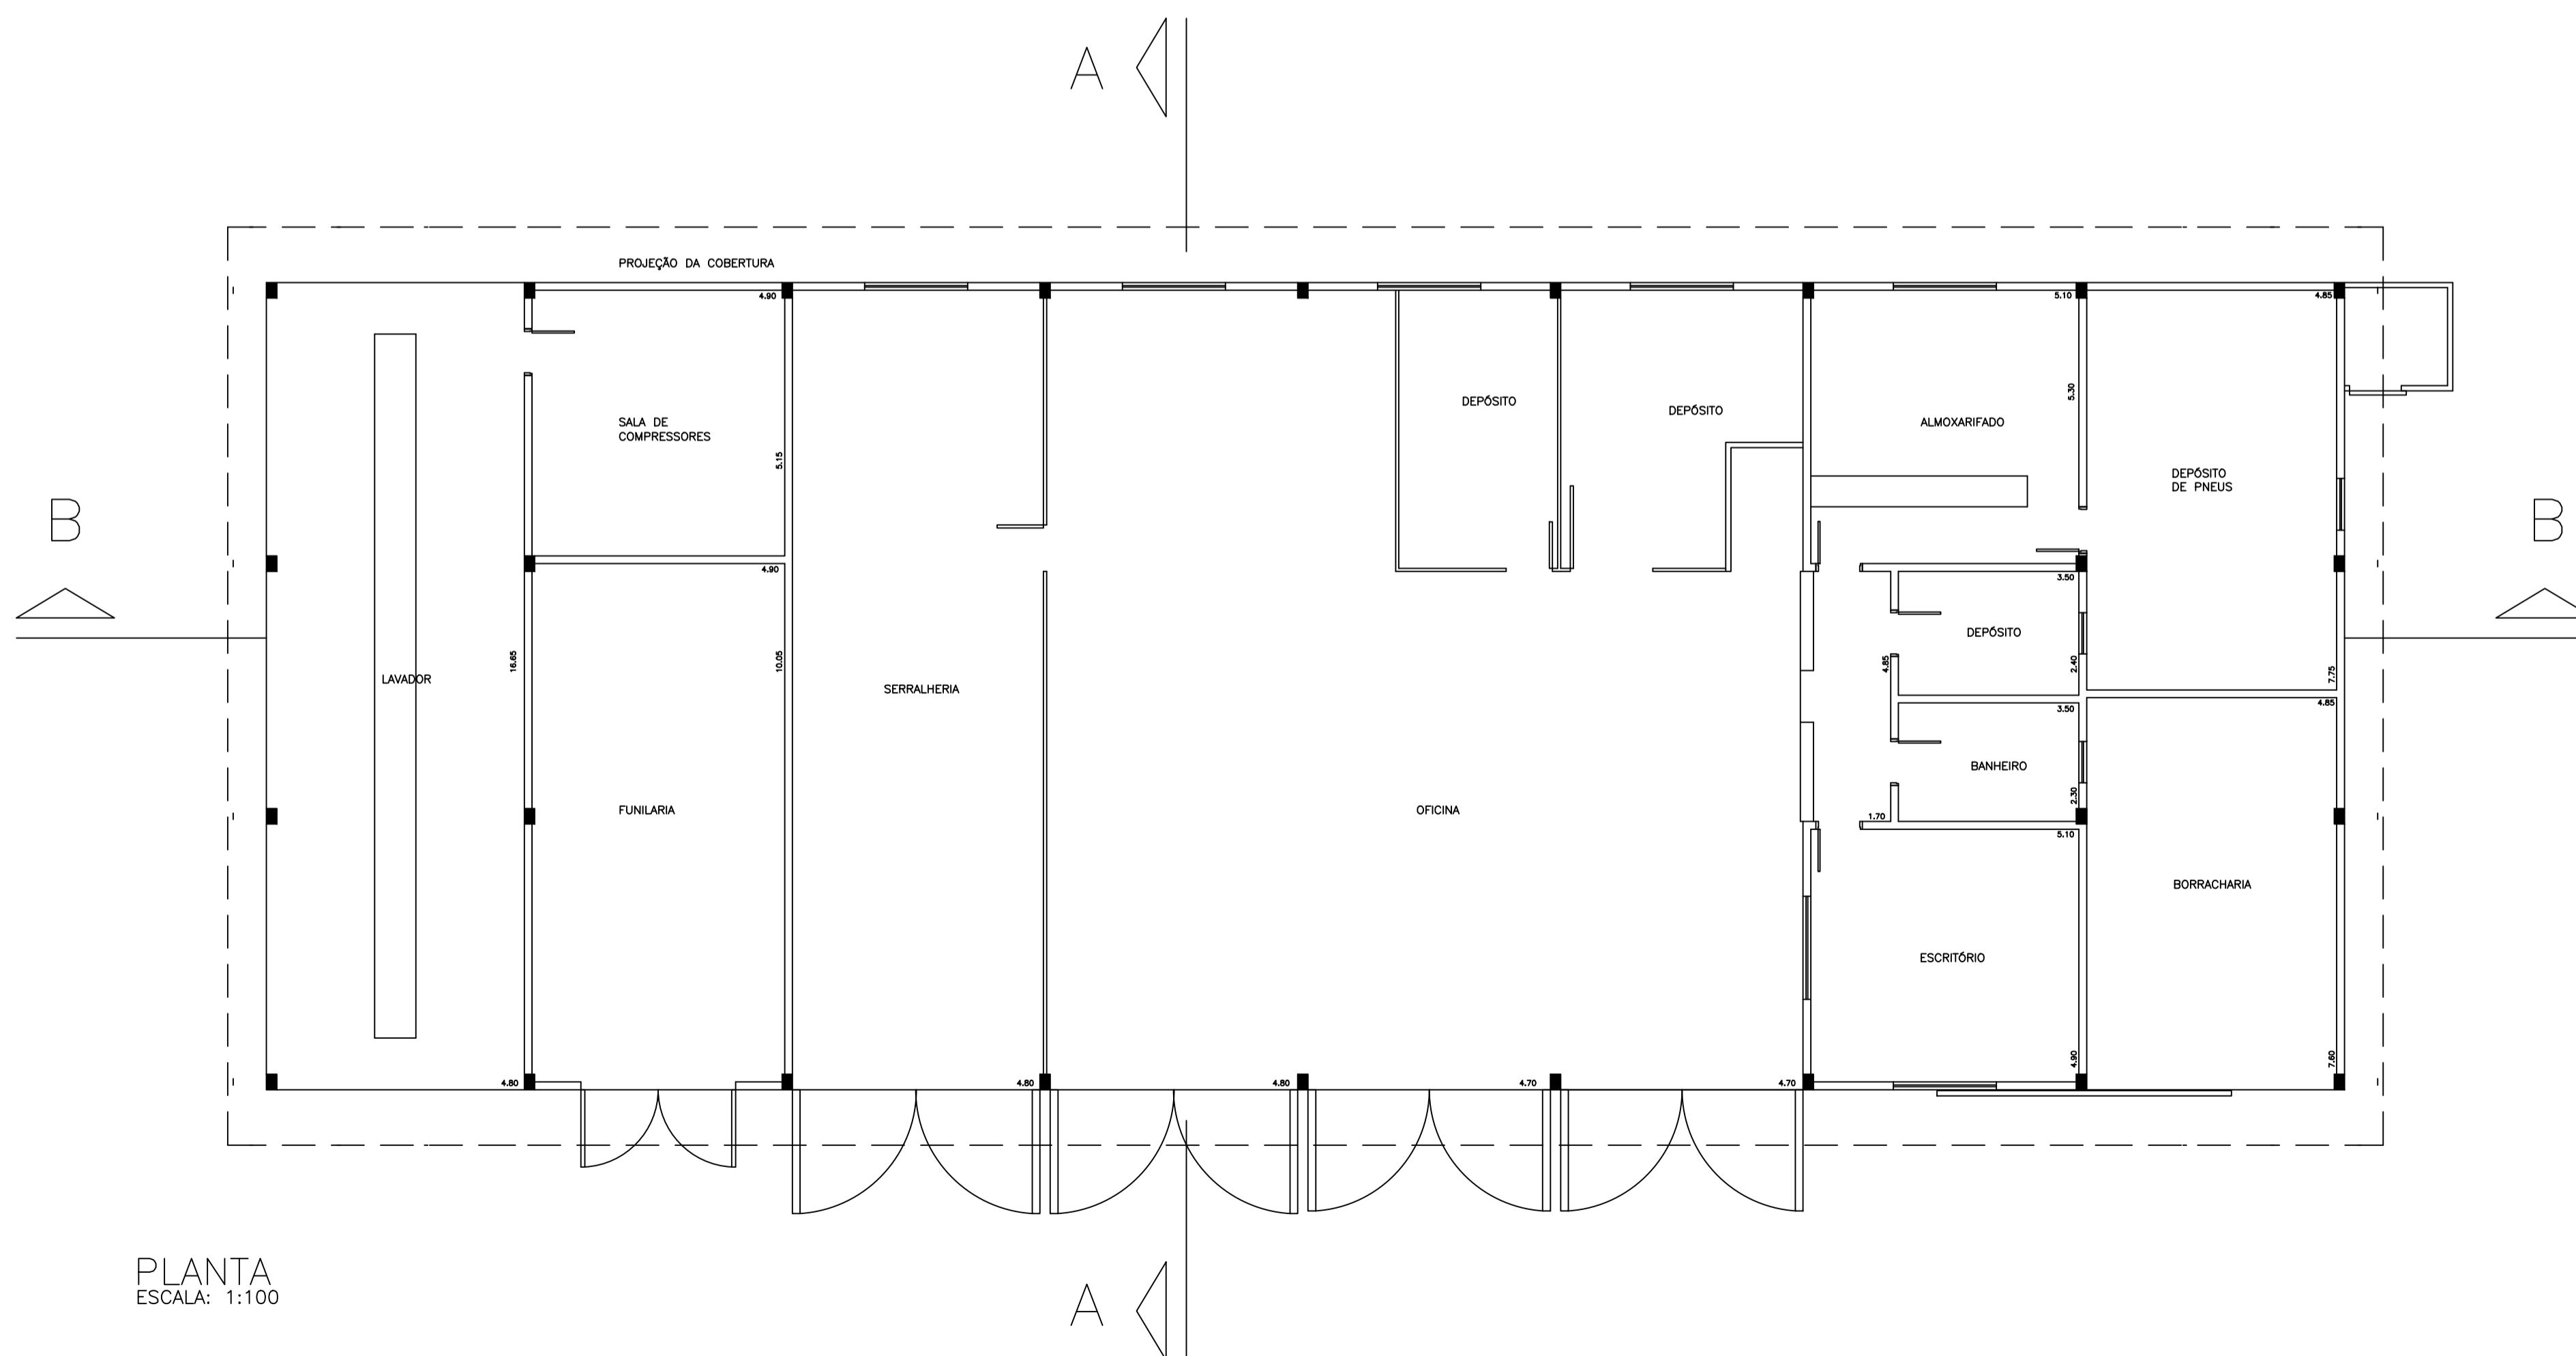 A
PROJEÇÃO DA COBERTURA
4.90
5.10
4.85
SALA DE
COMPRESSORES
5.15
DEPÓSITO
DEPÓSITO
5.30
ALMOXARIFADO
DEPÓSITO
DE PNEUS
B
B
4.90
3.50
LAVADOR
16.65
10.05
SERRALHERIA
4.85
DEPÓSITO
2.40
7.75
3.50
4.85
BANHEIRO
2.30
FUNILARIA
OFICINA
1.70
5.10
BORRACHARIA
ESCRITÓRIO
4.90
7.60
4.80
4.80
4.80
4.70
4.70
PLANTA
ESCALA: 1:100
A